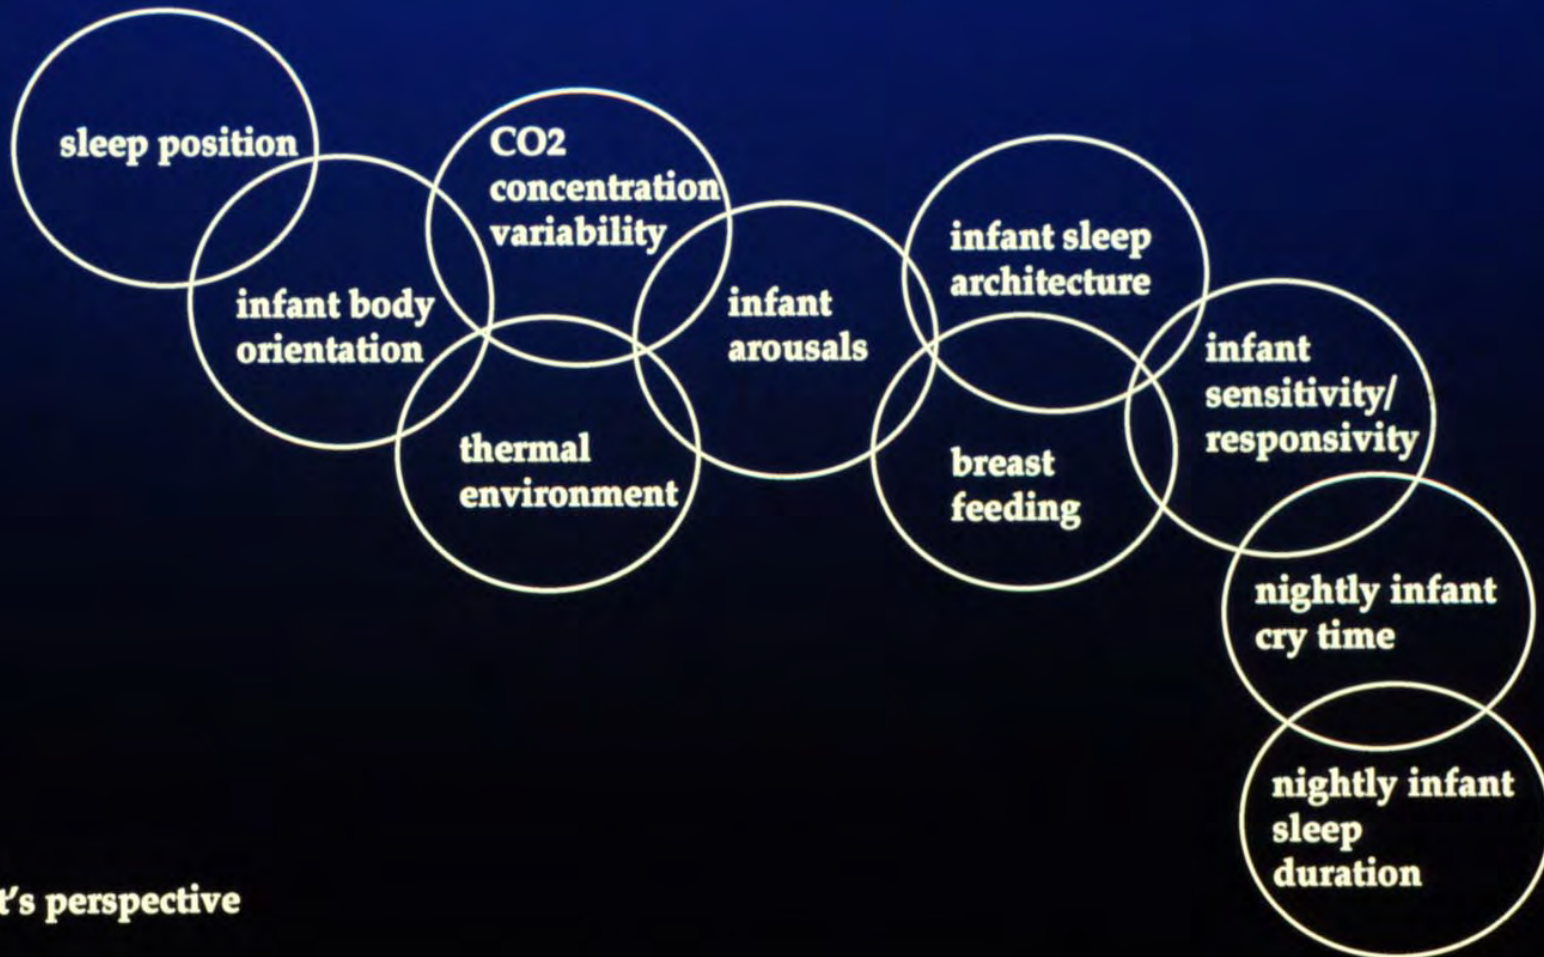 sleep position
CO2
concentration
variability
infant body
orientation
thermal
environment
infant
arousals
infant sleep
architecture
breast
feeding
infant
sensitivity/
responsivity
nightly infant
cry time
nightly infant
sleep
duration
t's perspective